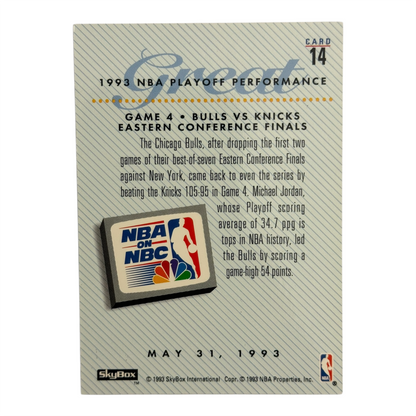 CARD
14
Great
1993 NBA PLAYOFF PERFORMANCE
GAME 4 • BULLS VS KNICKS
EASTERN CONFERENCE FINALS
The Chicago Bulls, after dropping the first two
games of their best-of-seven Eastern Conference Finals
against New York, came back to even the series by
beating the Knicks 105-95 in Game 4. Michael Jordan,
whose Playoff scoring
average of 34.7 ppg is
tops in NBA history, led
the Bulls by scoring a
game-high 54 points.
NBA
ON
NBC
MAY 31, 1993
SkyBox
© 1993 SkyBox International Copr. © 1993 NBA Properties, Inc.
NBA
®